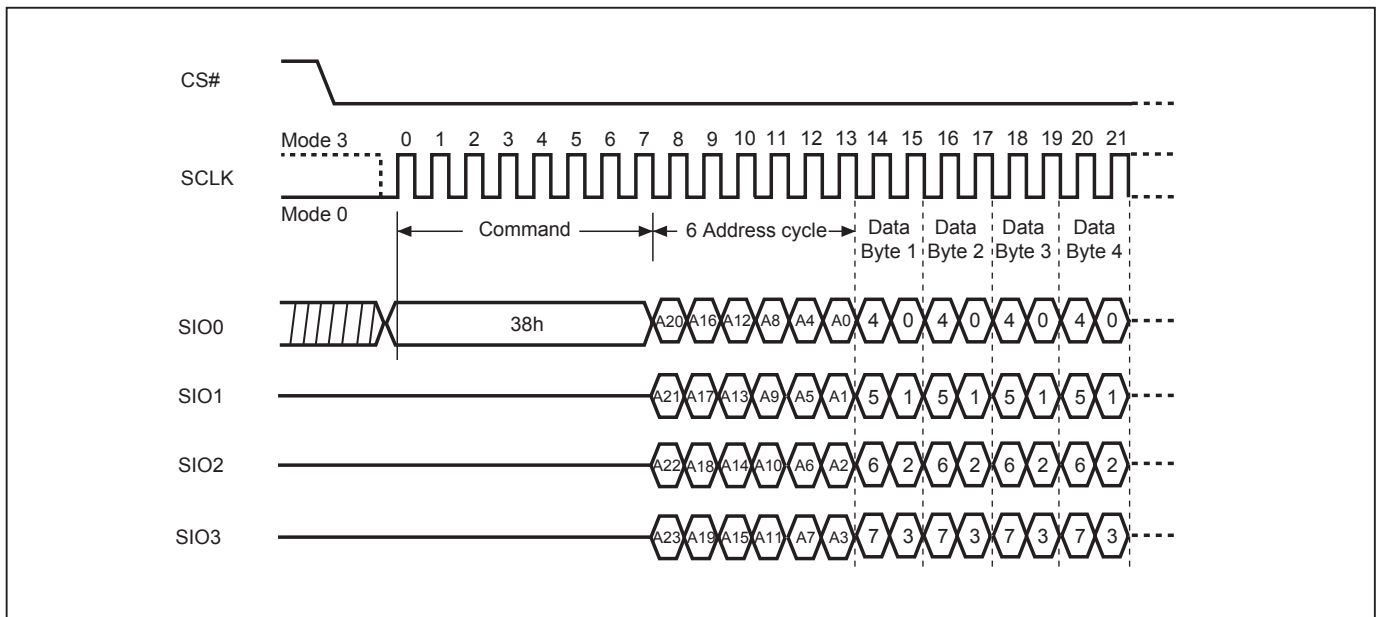 CS#
Mode 3
0 1 2 3 4 5 6 7 8 9 10 11 12 13 14 15 16 17 18 19 20 21
SCLK
Mode 0
Command
6 Address cycle
Data Byte 1
Data Byte 2
Data Byte 3
Data Byte 4
SIO0 38h A20 A16 A12 A8 A4 A0 4 0 4 0 4 0 4 0
SIO1 A21 A17 A13 A9 A5 A1 5 1 5 1 5 1 5 1
SIO2 A22 A18 A14 A10 A6 A2 6 2 6 2 6 2 6 2
SIO3 A23 A19 A15 A11 A7 A3 7 3 7 3 7 3 7 3